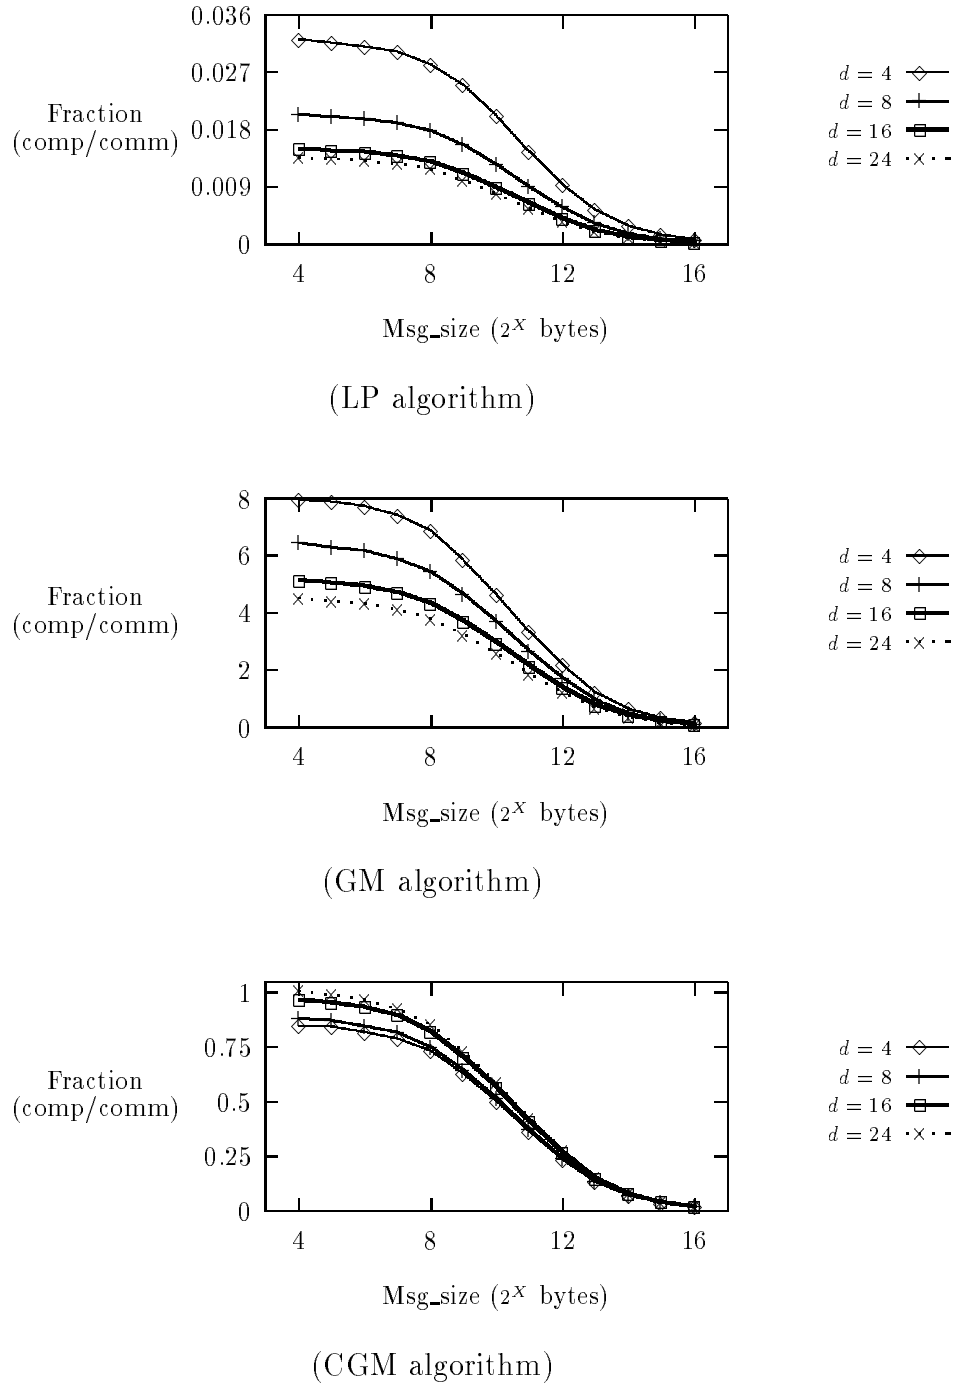 0.036
0.027
0.018
0.009
0
Fraction
(comp/comm)
4 8 12 16
Msg_size (2^X bytes)
d = 4
d = 8
d = 16
d = 24
(LP algorithm)
8
6
4
2
0
Fraction
(comp/comm)
4 8 12 16
Msg_size (2^X bytes)
d = 4
d = 8
d = 16
d = 24
(GM algorithm)
1
0.75
0.5
0.25
0
Fraction
(comp/comm)
4 8 12 16
Msg_size (2^X bytes)
d = 4
d = 8
d = 16
d = 24
(CGM algorithm)